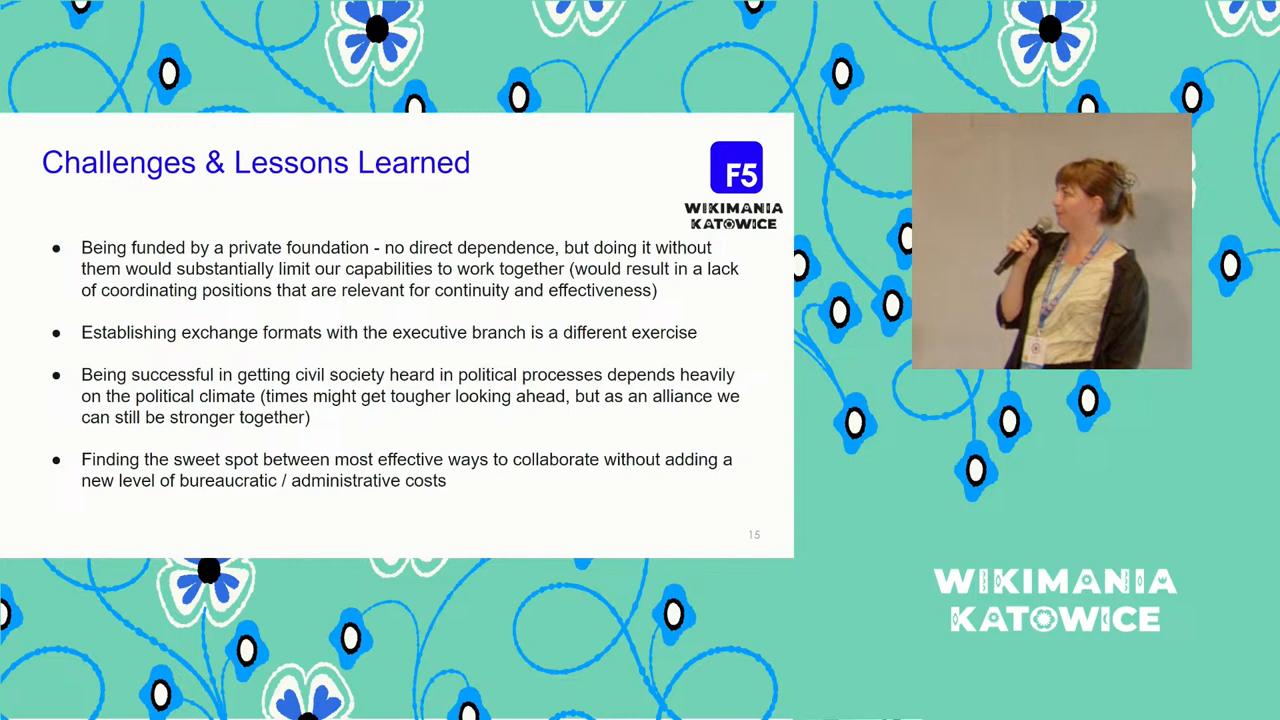 Challenges & Lessons Learned
F5
WIKIMANIA
KATOWICE
● Being funded by a private foundation - no direct dependence, but doing it without
them would substantially limit our capabilities to work together (would result in a lack
of coordinating positions that are relevant for continuity and effectiveness)
● Establishing exchange formats with the executive branch is a different exercise
● Being successful in getting civil society heard in political processes depends heavily
on the political climate (times might get tougher looking ahead, but as an alliance we
can still be stronger together)
● Finding the sweet spot between most effective ways to collaborate without adding a
new level of bureaucratic / administrative costs
15
WIKIMANIA
KATOWICE